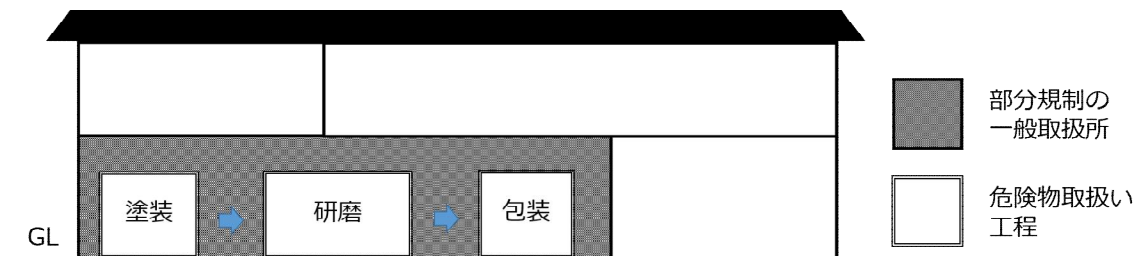 部分規制の
一般取扱所
塗装
研磨
包装
危険物取扱い
工程
GL